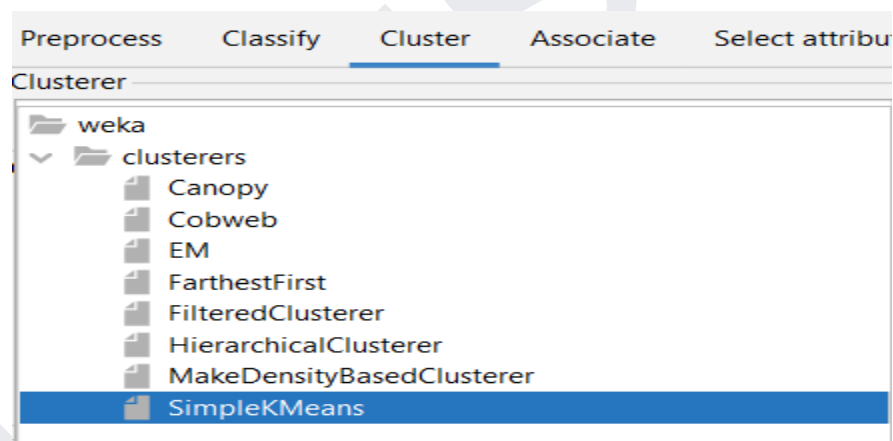 Preprocess Classify Cluster Associate Select attribu
Clusterer
weka
clusterers
Canopy
Cobweb
EM
FarthestFirst
FilteredClusterer
HierarchicalClusterer
MakeDensityBasedClusterer
SimpleKMeans